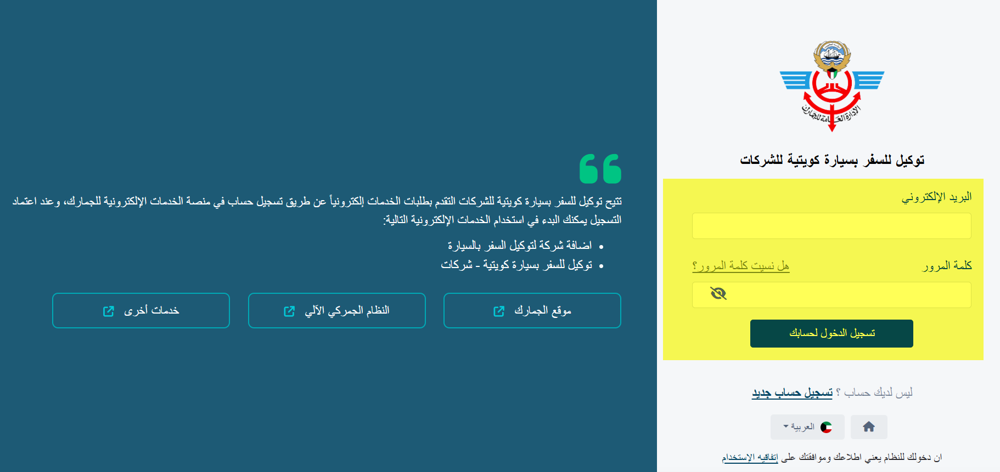 الإدارة العامة للجمارك
توكيل للسفر بسيارة كويتية للشركات
البريد الإلكتروني
كلمة المرور
هل نسيت كلمة المرور؟
تسجيل الدخول لحسابك
ليس لديك حساب ؟ تسجيل حساب جديد
العربية
ان دخولك للنظام يعني اطلاعك وموافقتك على إتفاقيه الإستخدام
تتيح توكيل للسفر بسيارة كويتية للشركات التقدم بطلبات الخدمات إلكترونياً عن طريق تسجيل حساب في منصة الخدمات الإلكترونية للجمارك، وعند اعتماد
التسجيل يمكنك البدء في استخدام الخدمات الإلكترونية التالية:
• اضافة شركة لتوكيل السفر بالسيارة
• توكيل للسفر بسيارة كويتية - شركات
موقع الجمارك
النظام الجمركي الآلي
خدمات أخرى